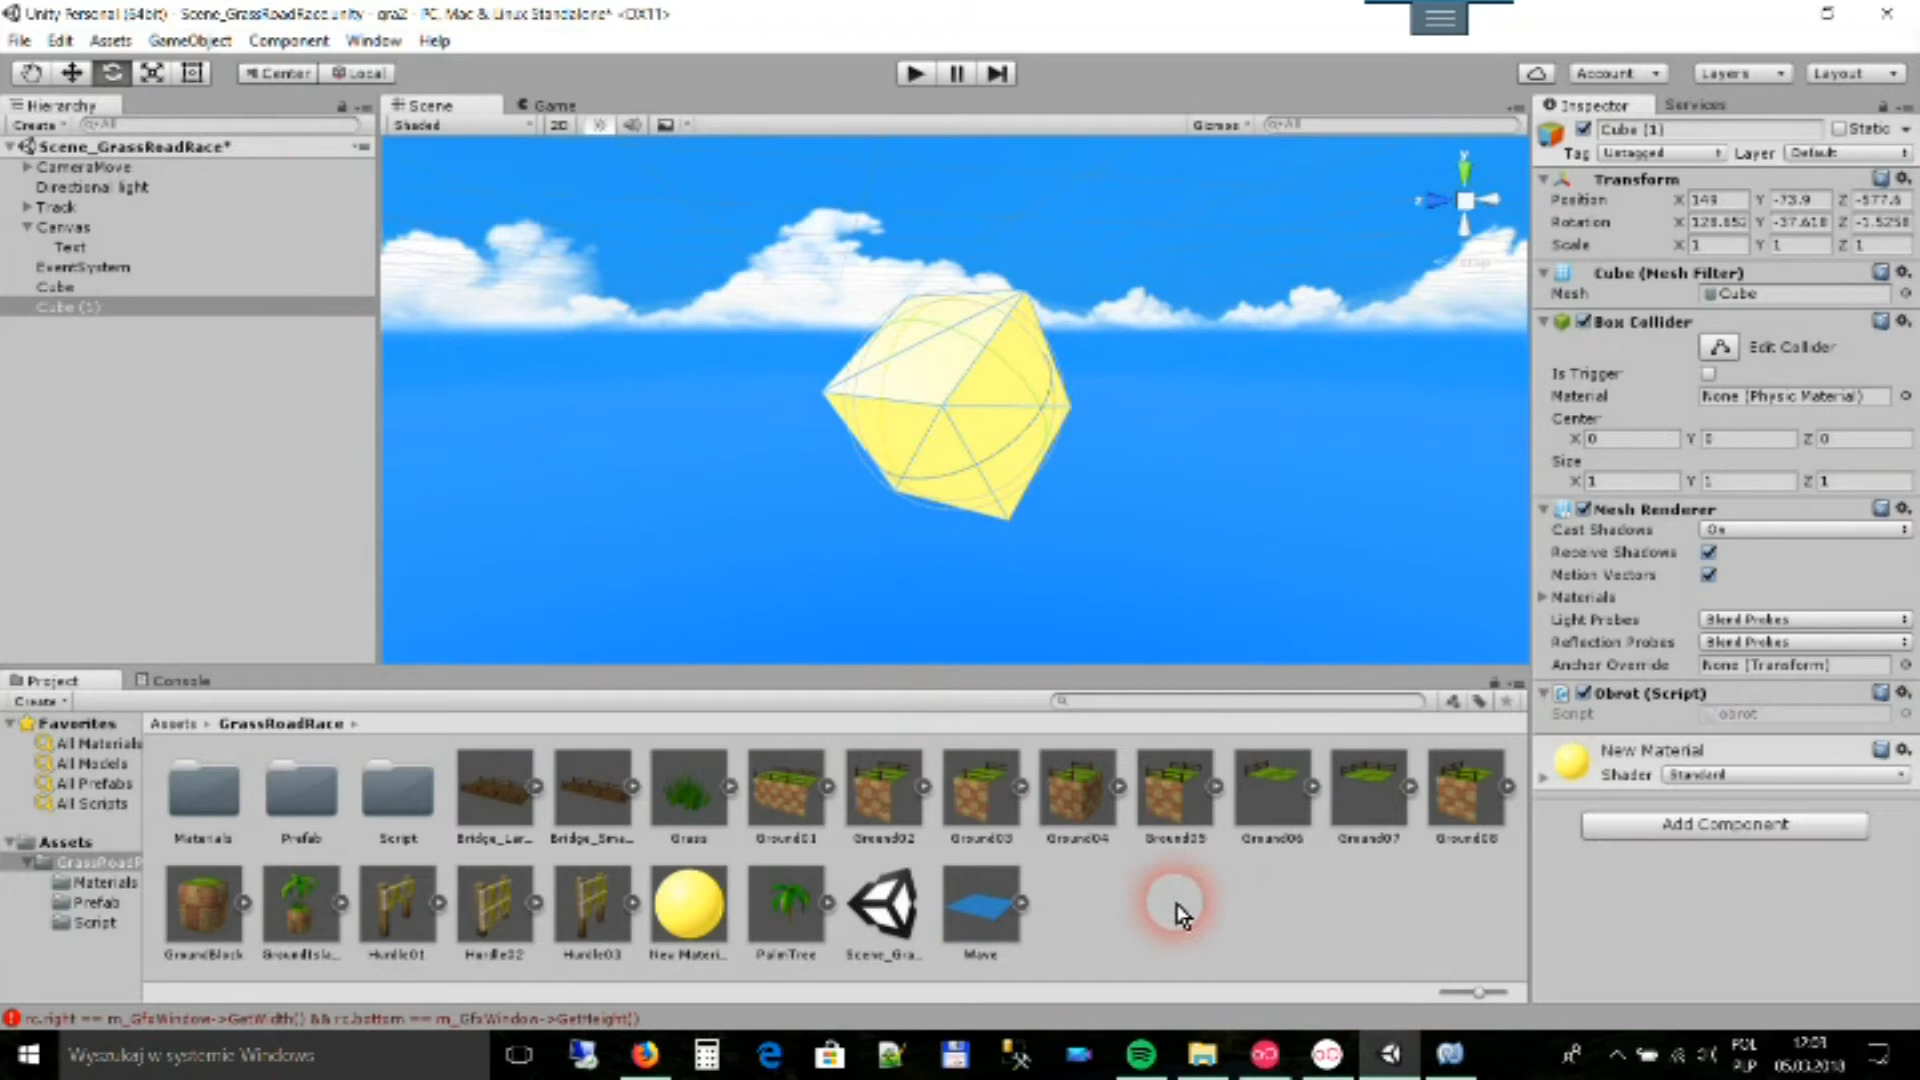 Unity Personal (64bit) - Scene_GrassRoadRace.unity - gra2 - PC, Mac & Linux Standalone* <DX11>
File Edit Assets GameObject Component Window Help
Center Local
Account Layers Layout
Hierarchy
Create All
Scene_GrassRoadRace*
CameraMove
Directional light
Track
Canvas
Text
EventSystem
Cube
Cube (1)
Scene Game
Shaded 2D Gizmos All
y
z
Inspector Services
Cube (1) Static
Tag Untagged Layer Default
Transform
Position X 149 Y -73.9 Z -577.6
Rotation X 128.652 Y -37.618 Z -1.5258
Scale X 1 Y 1 Z 1
Cube (Mesh Filter)
Mesh Cube
Box Collider
Edit Collider
Is Trigger
Material None (Physic Material)
Center
X 0 Y 0 Z 0
Size
X 1 Y 1 Z 1
Mesh Renderer
Cast Shadows On
Receive Shadows
Motion Vectors
Materials
Light Probes Blend Probes
Reflection Probes Blend Probes
Anchor Override None (Transform)
Obrot (Script)
Script obrot
New Material
Shader Standard
Add Component
Project Console
Create
Favorites
All Materials
All Models
All Prefabs
All Scripts
Assets
GrassRoadR
Materials
Prefab
Script
Assets GrassRoadRace
Materials Prefab Script Bridge_Lar... Bridge_Sma... Grass Ground01 Ground02 Ground03 Ground04 Ground05 Ground06 Ground07 Ground08
GroundBlock GroundIsla... Hurdle01 Hurdle02 Hurdle03 New Materi... PalmTree Scene_Gra... Wave
rc.right == m_GfxWindow->GetWidth() && rc.bottom == m_GfxWindow->GetHeight()
Wyszukaj w systemie Windows
POL
PLP
12:03
05.03.2018